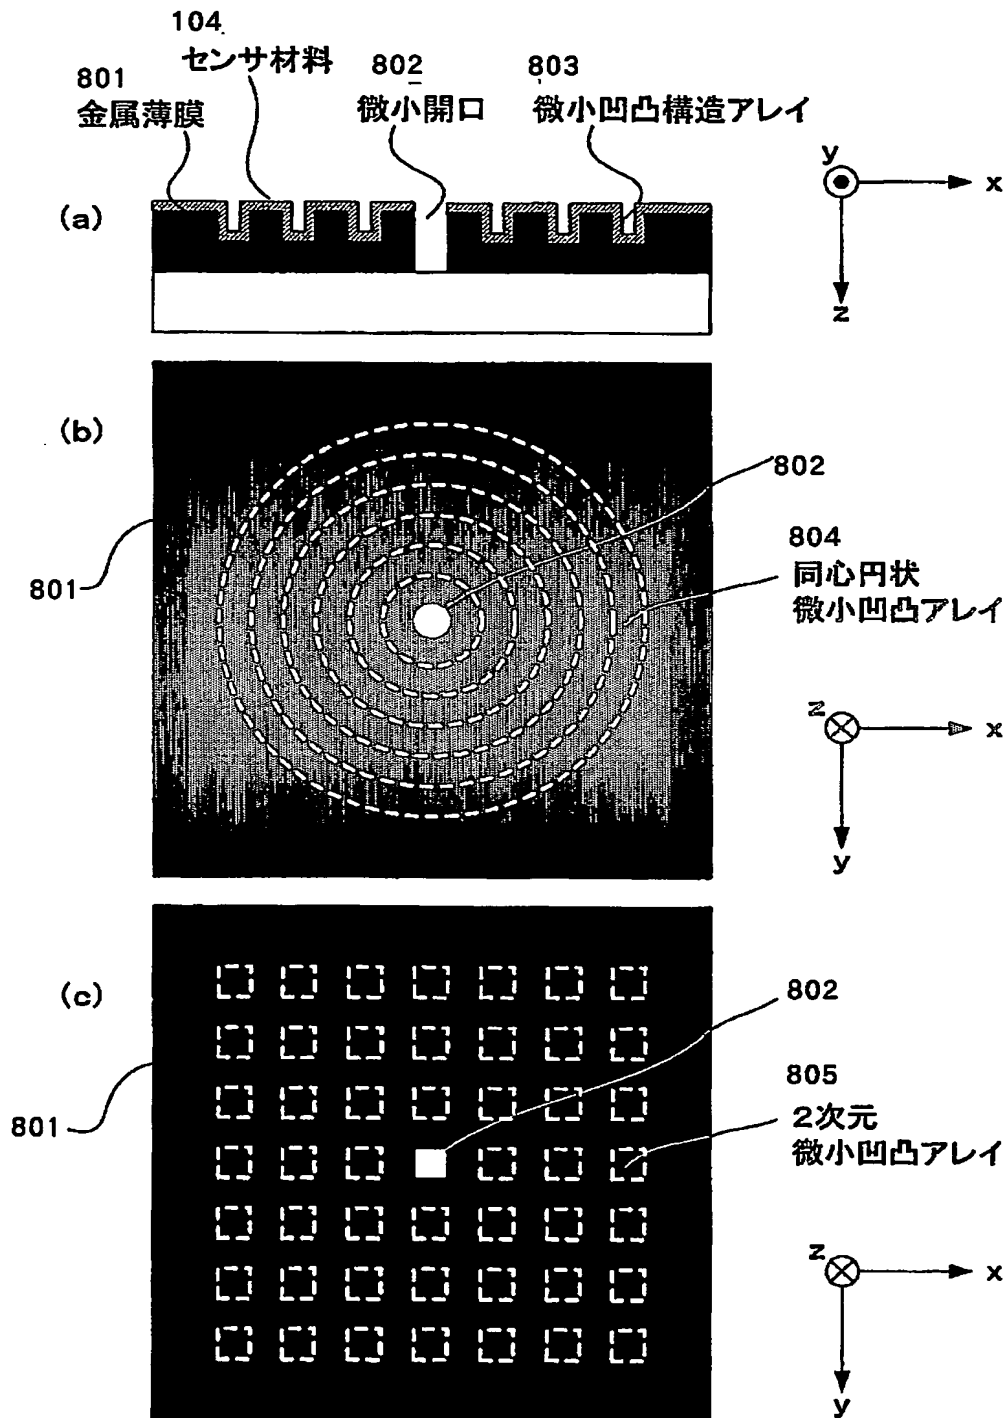 104
センサ材料
801
金属薄膜
802
微小開口
803
微小凹凸構造アレイ
y
x
z
(a)
(b)
802
801
804
同心円状
微小凹凸アレイ
z
x
y
(c)
802
801
805
2次元
微小凹凸アレイ
z
x
y